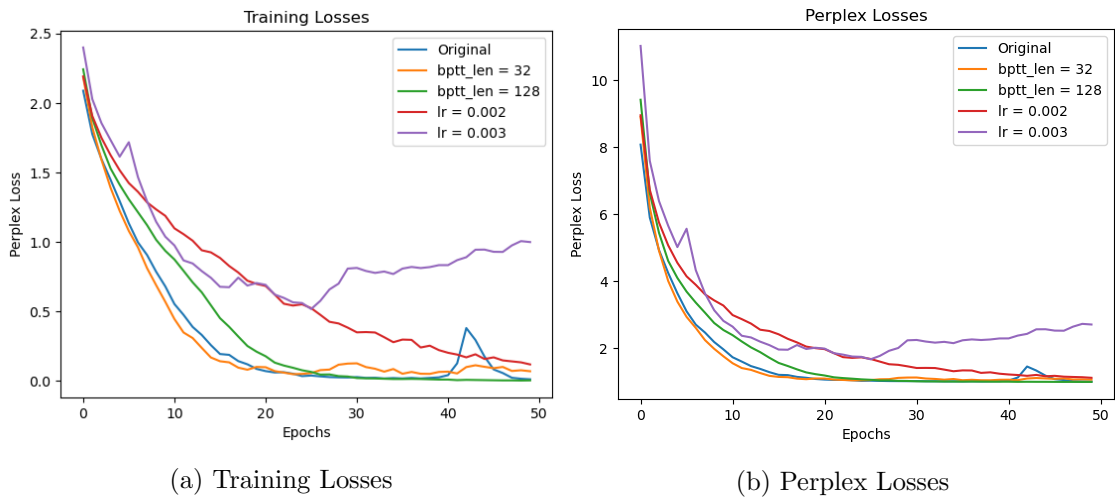 Training Losses
2.5
2.0
1.5
1.0
0.5
0.0
Perplex Loss
Original
bptt_len = 32
bptt_len = 128
lr = 0.002
lr = 0.003
0 10 20 30 40 50
Epochs
(a) Training Losses
Perplex Losses
10
8
6
4
2
Perplex Loss
Original
bptt_len = 32
bptt_len = 128
lr = 0.002
lr = 0.003
0 10 20 30 40 50
Epochs
(b) Perplex Losses